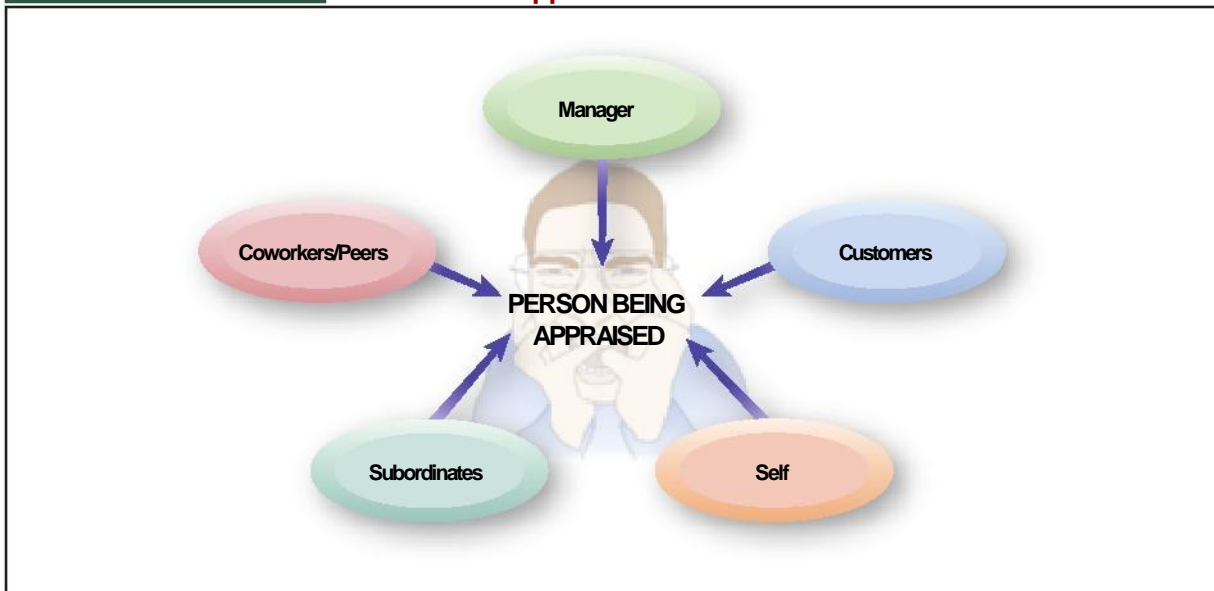 Manager
Coworkers/Peers
Customers
PERSON BEING
APPRAISED
Subordinates
Self